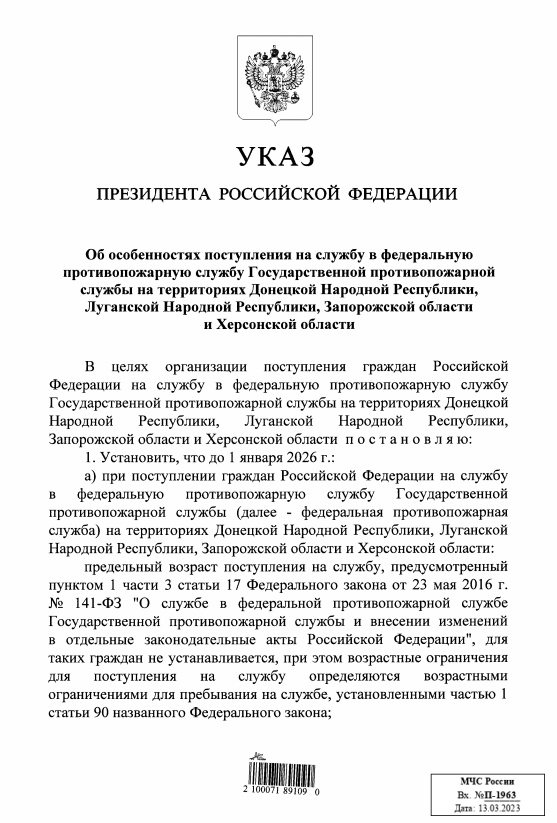 УКАЗ
ПРЕЗИДЕНТА РОССИЙСКОЙ ФЕДЕРАЦИИ
Об особенностях поступления на службу в федеральную
противопожарную службу Государственной противопожарной
службы на территориях Донецкой Народной Республики,
Луганской Народной Республики, Запорожской области
и Херсонской области
В целях организации поступления граждан Российской
Федерации на службу в федеральную противопожарную службу
Государственной противопожарной службы на территориях Донецкой
Народной Республики, Луганской Народной Республики,
Запорожской области и Херсонской области п о с т а н о в л я ю:
1. Установить, что до 1 января 2026 г.:
а) при поступлении граждан Российской Федерации на службу
в федеральную противопожарную службу Государственной
противопожарной службы (далее - федеральная противопожарная
служба) на территориях Донецкой Народной Республики, Луганской
Народной Республики, Запорожской области и Херсонской области:
предельный возраст поступления на службу, предусмотренный
пунктом 1 части 3 статьи 17 Федерального закона от 23 мая 2016 г.
№ 141-ФЗ "О службе в федеральной противопожарной службе
Государственной противопожарной службы и внесении изменений
в отдельные законодательные акты Российской Федерации", для
таких граждан не устанавливается, при этом возрастные ограничения
для поступления на службу определяются возрастными
ограничениями для пребывания на службе, установленными частью 1
статьи 90 названного Федерального закона;
2 100071 89109 0
МЧС России
Вх. №П-1963
Дата: 13.03.2023